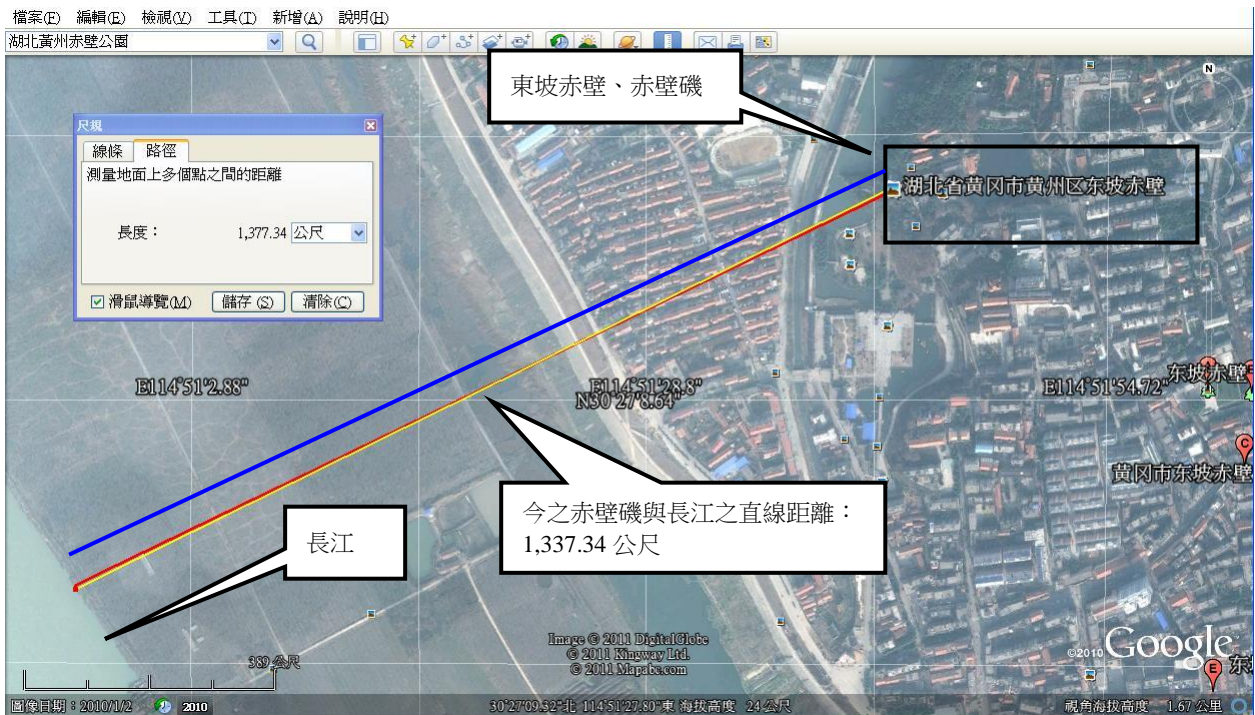 檔案(F) 編輯(E) 檢視(V) 工具(T) 新增(A) 說明(H)
湖北黃州赤壁公園
東坡赤壁、赤壁磯
N
尺規
線條 路徑
測量地面上多個點之間的距離
長度： 1,377.34 公尺
滑鼠導覽(M) 儲存(S) 清除(C)
湖北省黄冈市黄州区东坡赤壁
E114°51'2.88"
E114°51'28.8"
N30°27'8.64"
E114°51'54.72"
东坡赤壁
C
黄冈市东坡赤壁
今之赤壁磯與長江之直線距離：
1,337.34 公尺
長江
Image © 2011 DigitalGlobe
© 2011 Kingway Ltd.
© 2011 Mapabc.com
©2010 Google
E
389 公尺
圖像日期：2010/1/2 2010
30°27'09.32"北 114°51'27.80"東 海拔高度 24 公尺
視角海拔高度 1.67 公里